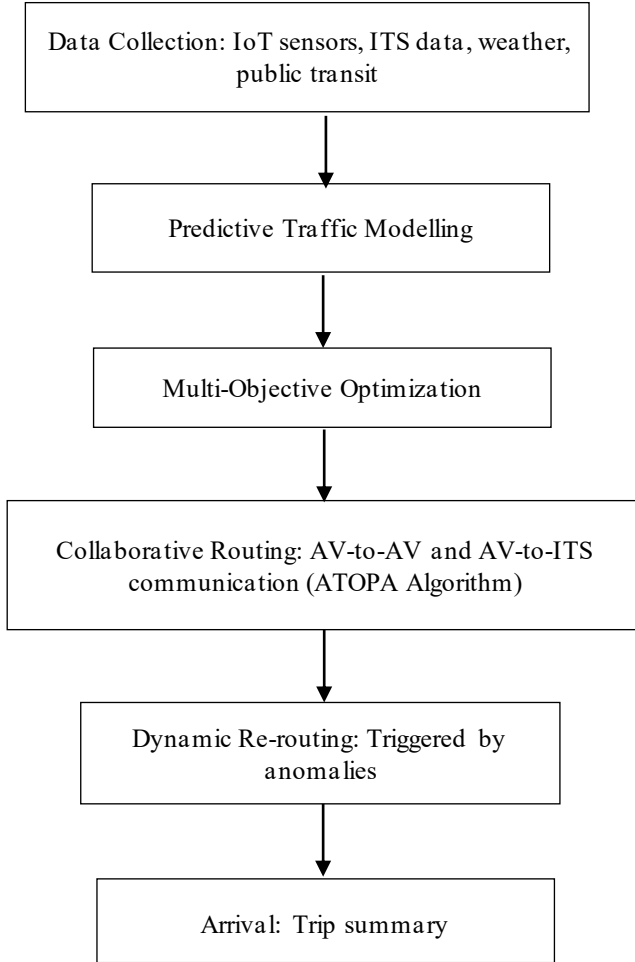 Data Collection: IoT sensors, ITS data, weather,
public transit
Predictive Traffic Modelling
Multi-Objective Optimization
Collaborative Routing: AV-to-AV and AV-to-ITS
communication (ATOPA Algorithm)
Dynamic Re-routing: Triggered by
anomalies
Arrival: Trip summary